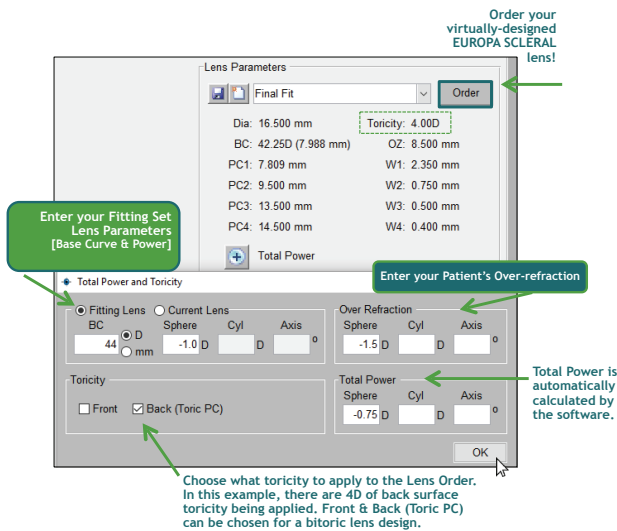 Order your
virtually-designed
EUROPA SCLERAL
lens!
Lens Parameters
Final Fit
Order
Dia: 16.500 mm Toricity: 4.00D
BC: 42.25D (7.988 mm) OZ: 8.500 mm
PC1: 7.809 mm W1: 2.350 mm
PC2: 9.500 mm W2: 0.750 mm
PC3: 13.500 mm W3: 0.500 mm
PC4: 14.500 mm W4: 0.400 mm
Total Power
Enter your Fitting Set
Lens Parameters
[Base Curve & Power]
Enter your Patient's Over-refraction
Total Power and Toricity
Fitting Lens Current Lens
BC Sphere Cyl Axis
44 D mm -1.0 D D º
Over Refraction
Sphere Cyl Axis
-1.5 D D º
Toricity
Front Back (Toric PC)
Total Power
Sphere Cyl Axis
-0.75 D D º
OK
Total Power is
automatically
calculated by
the software.
Choose what toricity to apply to the Lens Order.
In this example, there are 4D of back surface
toricity being applied. Front & Back (Toric PC)
can be chosen for a bitoric lens design.